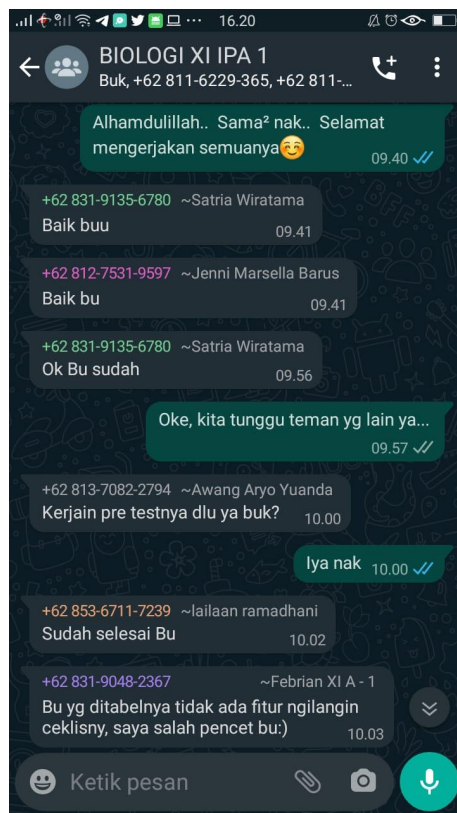 16.20
BIOLOGI XI IPA 1
Buk, +62 811-6229-365, +62 811-...
Alhamdulillah.. Sama² nak.. Selamat
mengerjakan semuanya😊
09.40
+62 831-9135-6780 ~Satria Wiratama
Baik buu
09.41
+62 812-7531-9597 ~Jenni Marsella Barus
Baik bu
09.41
+62 831-9135-6780 ~Satria Wiratama
Ok Bu sudah
09.56
Oke, kita tunggu teman yg lain ya...
09.57
+62 813-7082-2794 ~Awang Aryo Yuanda
Kerjain pre testnya dlu ya buk?
10.00
Iya nak
10.00
+62 853-6711-7239 ~lailaan ramadhani
Sudah selesai Bu
10.02
+62 831-9048-2367 ~Febrian XI A - 1
Bu yg ditabelnya tidak ada fitur ngilangin
ceklisny, saya salah pencet bu:)
10.03
Ketik pesan